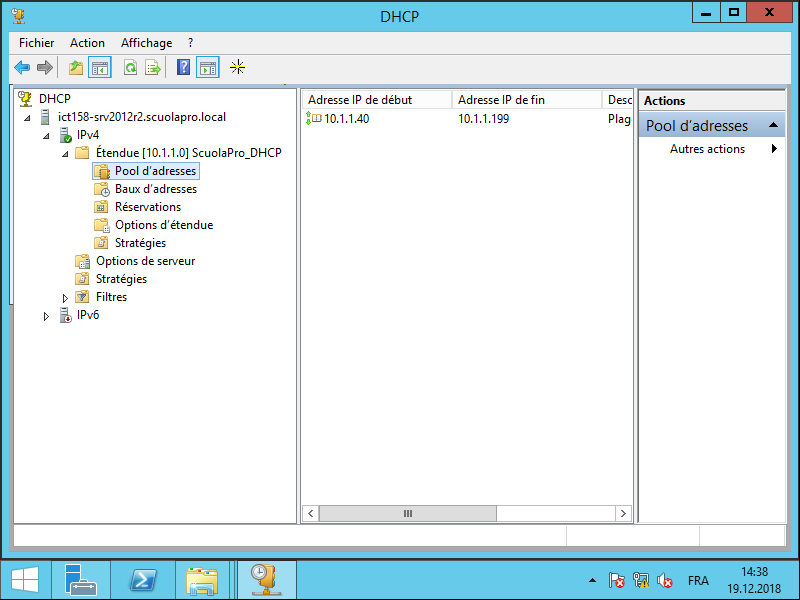 DHCP
Fichier Action Affichage ?
DHCP
ict158-srv2012r2.scuolapro.local
IPv4
Étendue [10.1.1.0] ScuolaPro_DHCP
Pool d'adresses
Baux d'adresses
Réservations
Options d'étendue
Stratégies
Options de serveur
Stratégies
Filtres
IPv6
Adresse IP de début Adresse IP de fin Desc
10.1.1.40 10.1.1.199 Plag
Actions
Pool d'adresses
Autres actions
FRA
14:38
19.12.2018